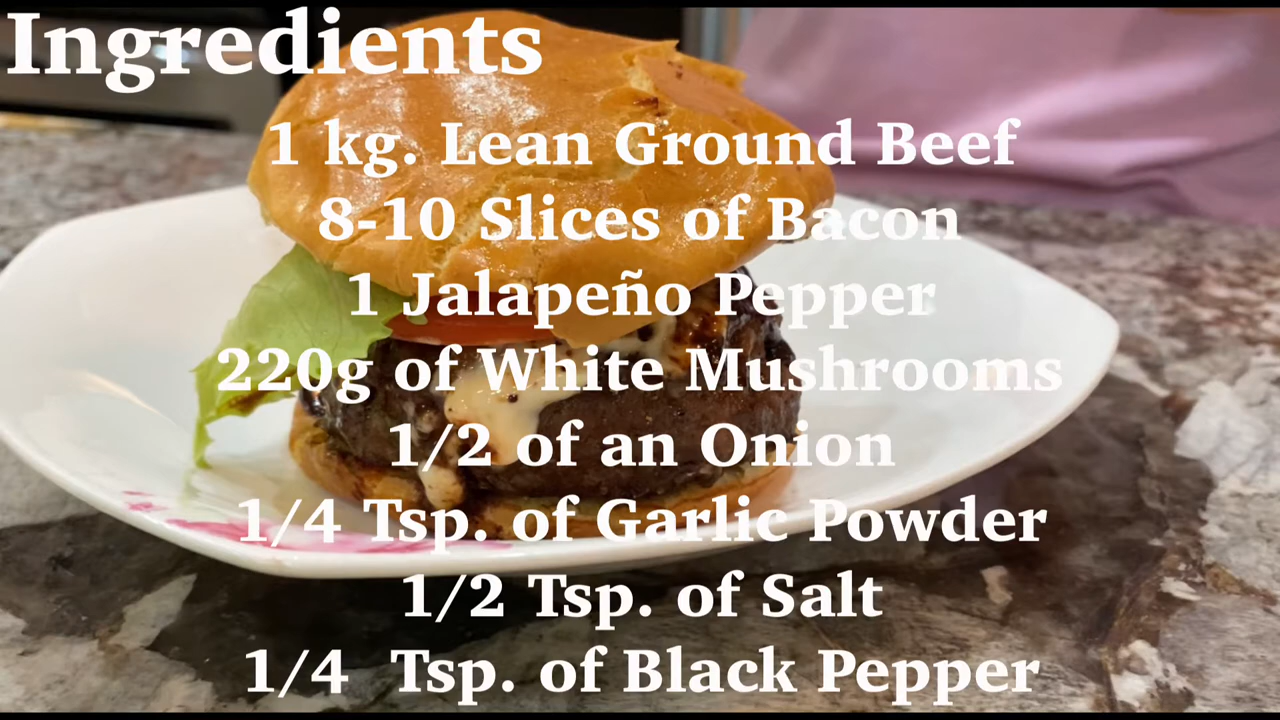 Ingredients
1 kg. Lean Ground Beef
8-10 Slices of Bacon
1 Jalapeño Pepper
220g of White Mushrooms
1/2 of an Onion
1/4 Tsp. of Garlic Powder
1/2 Tsp. of Salt
1/4  Tsp. of Black Pepper